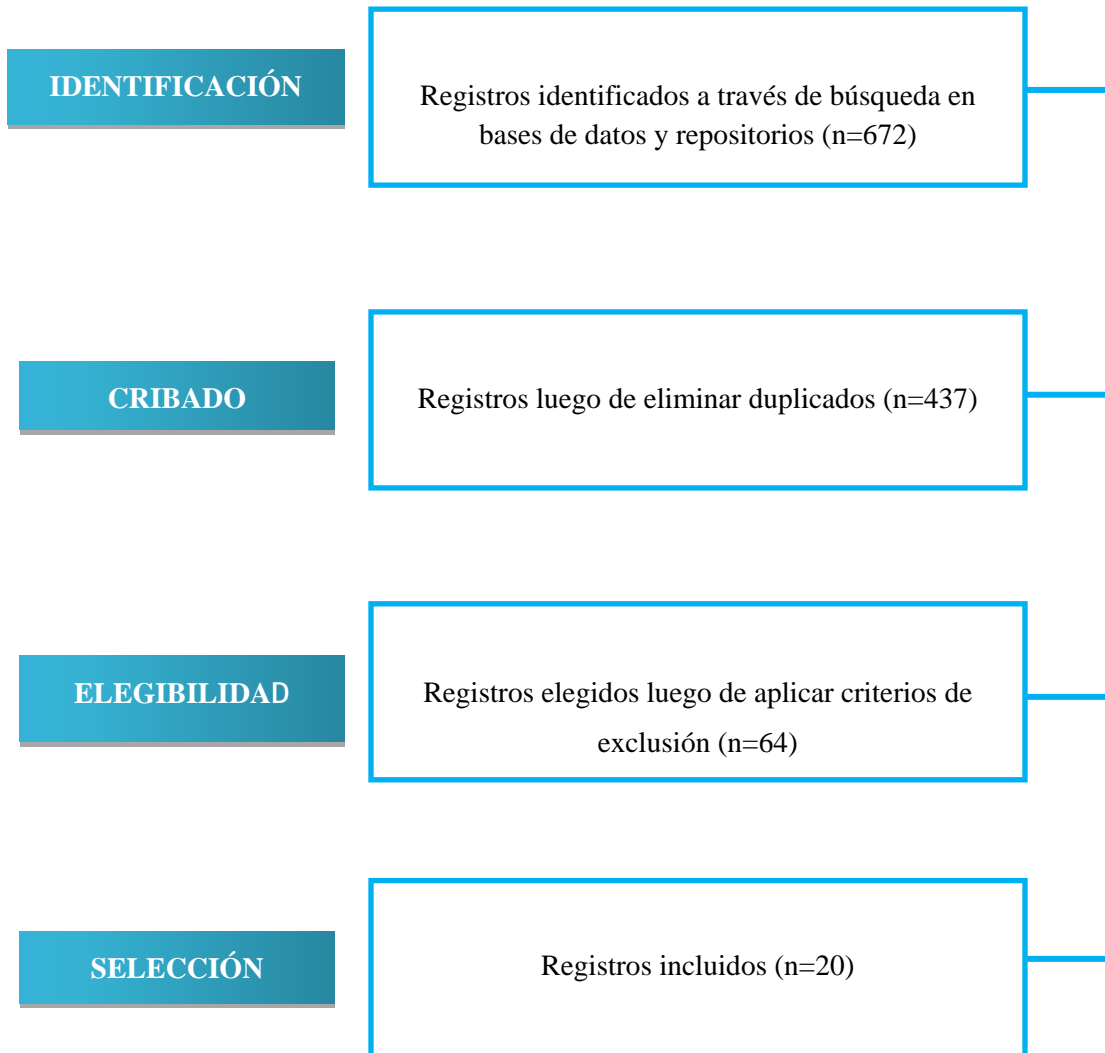 IDENTIFICACIÓN
Registros identificados a través de búsqueda en
bases de datos y repositorios (n=672)
CRIBADO
Registros luego de eliminar duplicados (n=437)
ELEGIBILIDAD
Registros elegidos luego de aplicar criterios de
exclusión (n=64)
SELECCIÓN
Registros incluidos (n=20)